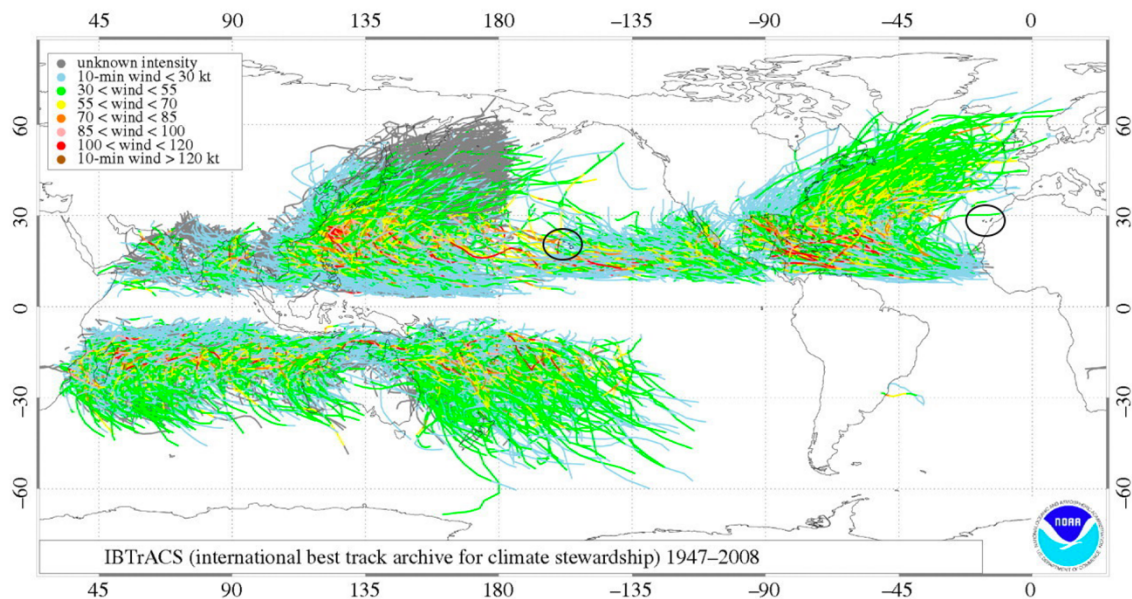 45 90 135 180 −135 −90 −45 0
unknown intensity
10-min wind < 30 kt
30 < wind < 55
55 < wind < 70
70 < wind < 85
85 < wind < 100
100 < wind < 120
10-min wind > 120 kt
60 60
30 30
0 0
−30 −30
−60 −60
NOAA
IBTrACS (international best track archive for climate stewardship) 1947–2008
45 90 135 180 −135 −90 −45 0